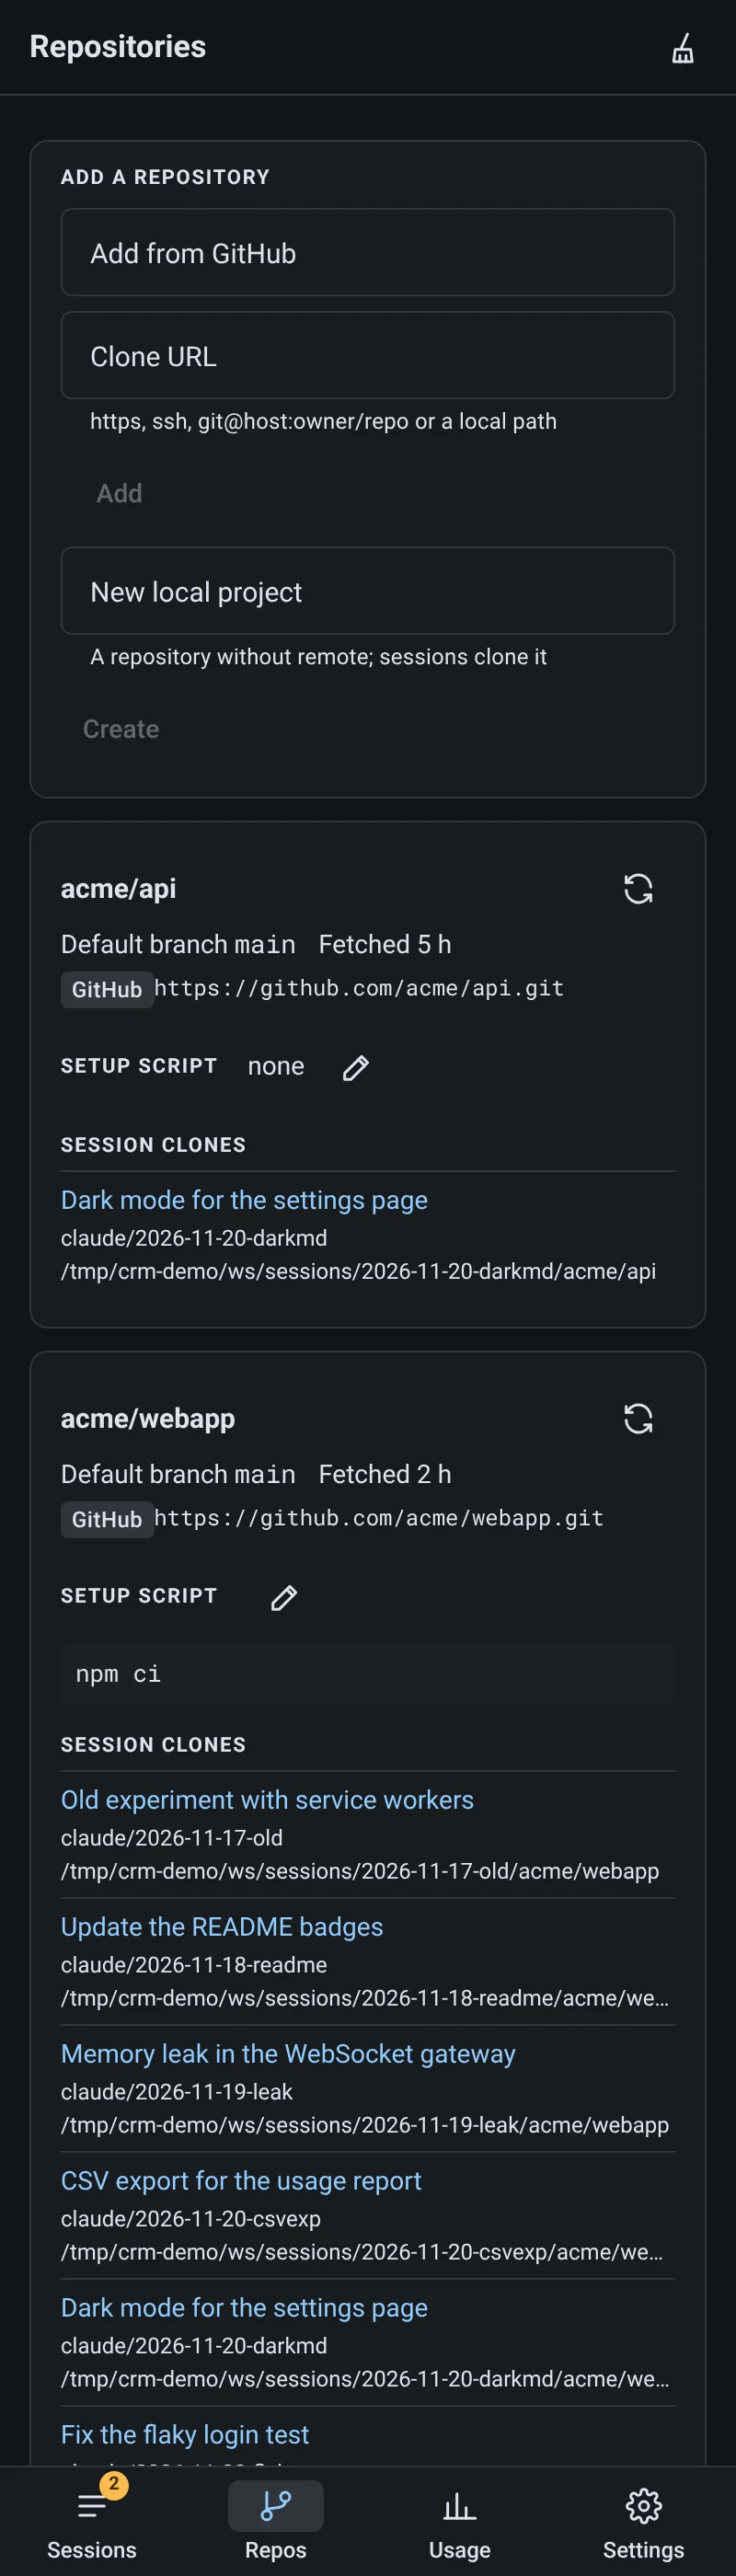 Repositories
ADD A REPOSITORY
Add from GitHub
Clone URL
https, ssh, git@host:owner/repo or a local path
Add
New local project
A repository without remote; sessions clone it
Create
acme/api
Default branch main Fetched 5 h
GitHub https://github.com/acme/api.git
SETUP SCRIPT none
SESSION CLONES
Dark mode for the settings page
claude/2026-11-20-darkmd
/tmp/crm-demo/ws/sessions/2026-11-20-darkmd/acme/api
acme/webapp
Default branch main Fetched 2 h
GitHub https://github.com/acme/webapp.git
SETUP SCRIPT
npm ci
SESSION CLONES
Old experiment with service workers
claude/2026-11-17-old
/tmp/crm-demo/ws/sessions/2026-11-17-old/acme/webapp
Update the README badges
claude/2026-11-18-readme
/tmp/crm-demo/ws/sessions/2026-11-18-readme/acme/we...
Memory leak in the WebSocket gateway
claude/2026-11-19-leak
/tmp/crm-demo/ws/sessions/2026-11-19-leak/acme/webapp
CSV export for the usage report
claude/2026-11-20-csvexp
/tmp/crm-demo/ws/sessions/2026-11-20-csvexp/acme/we...
Dark mode for the settings page
claude/2026-11-20-darkmd
/tmp/crm-demo/ws/sessions/2026-11-20-darkmd/acme/we...
Fix the flaky login test
2
Sessions Repos Usage Settings